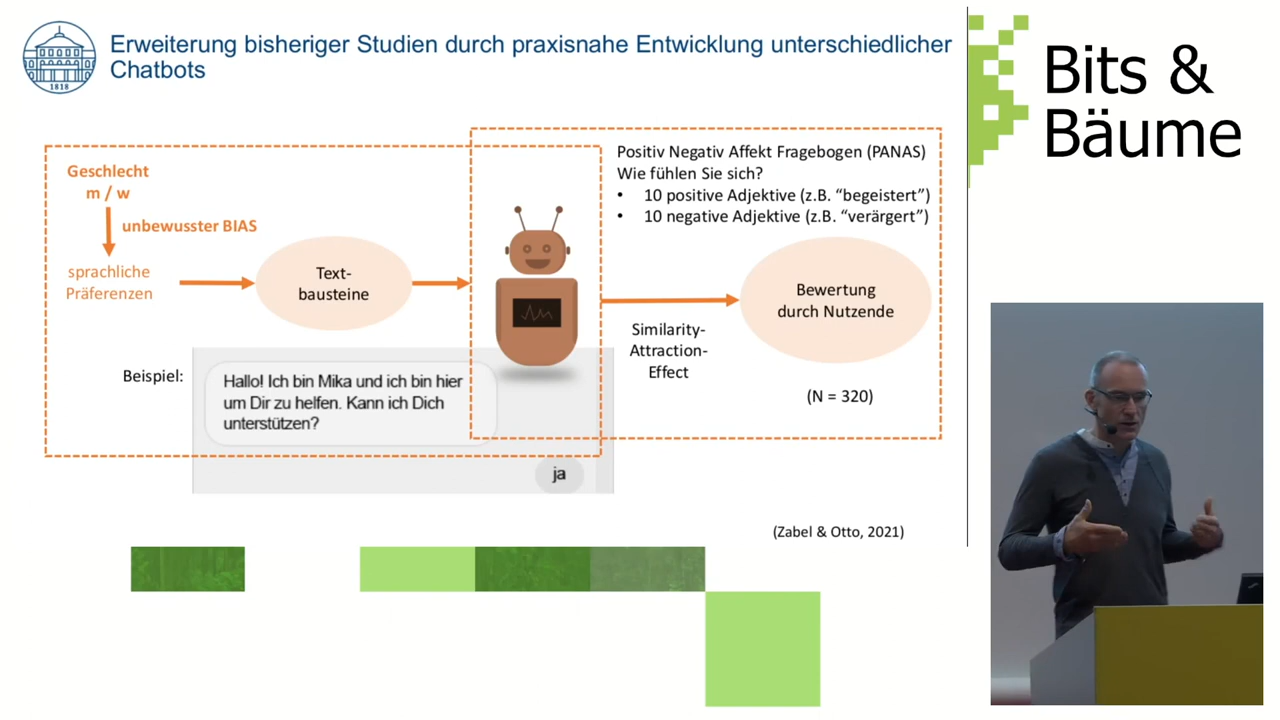 Erweiterung bisheriger Studien durch praxisnahe Entwicklung unterschiedlicher
Chatbots
1818
Bits &
Bäume
Geschlecht
m / w
unbewusster BIAS
sprachliche
Präferenzen
Text-
bausteine
Positiv Negativ Affekt Fragebogen (PANAS)
Wie fühlen Sie sich?
• 10 positive Adjektive (z.B. “begeistert”)
• 10 negative Adjektive (z.B. “verärgert”)
Similarity-
Attraction-
Effect
Bewertung
durch Nutzende
(N = 320)
Beispiel:
Hallo! Ich bin Mika und ich bin hier
um Dir zu helfen. Kann ich Dich
unterstützen?
ja
(Zabel & Otto, 2021)